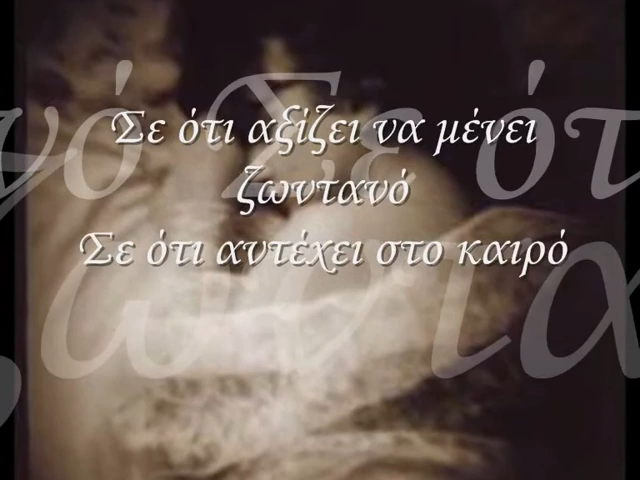 Σε ότι αξίζει να μένει
ζωντανό
Σε ότι αντέχει στο καιρό